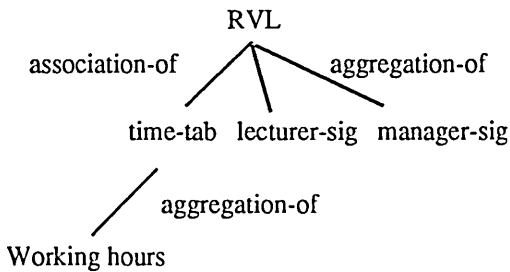 RVL
association-of aggregation-of
time-tab lecturer-sig manager-sig
aggregation-of
Working hours